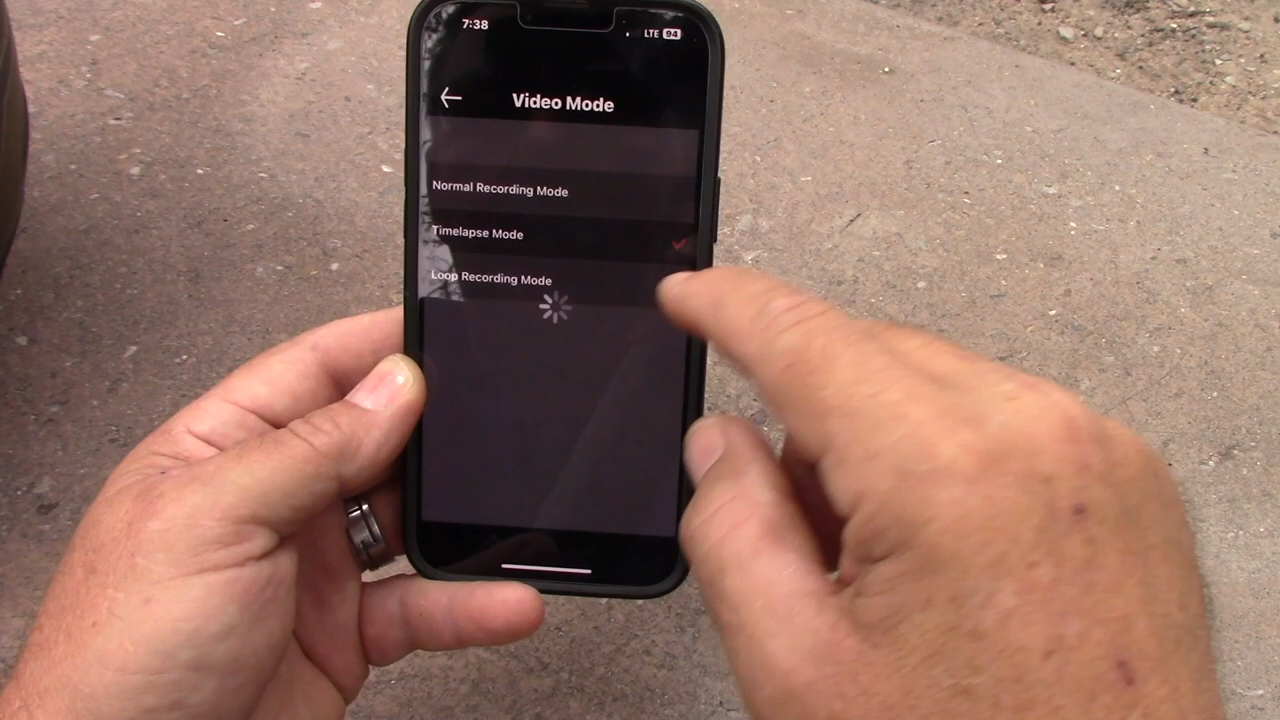 7:38
LTE 94
Video Mode
Normal Recording Mode
Timelapse Mode
Loop Recording Mode